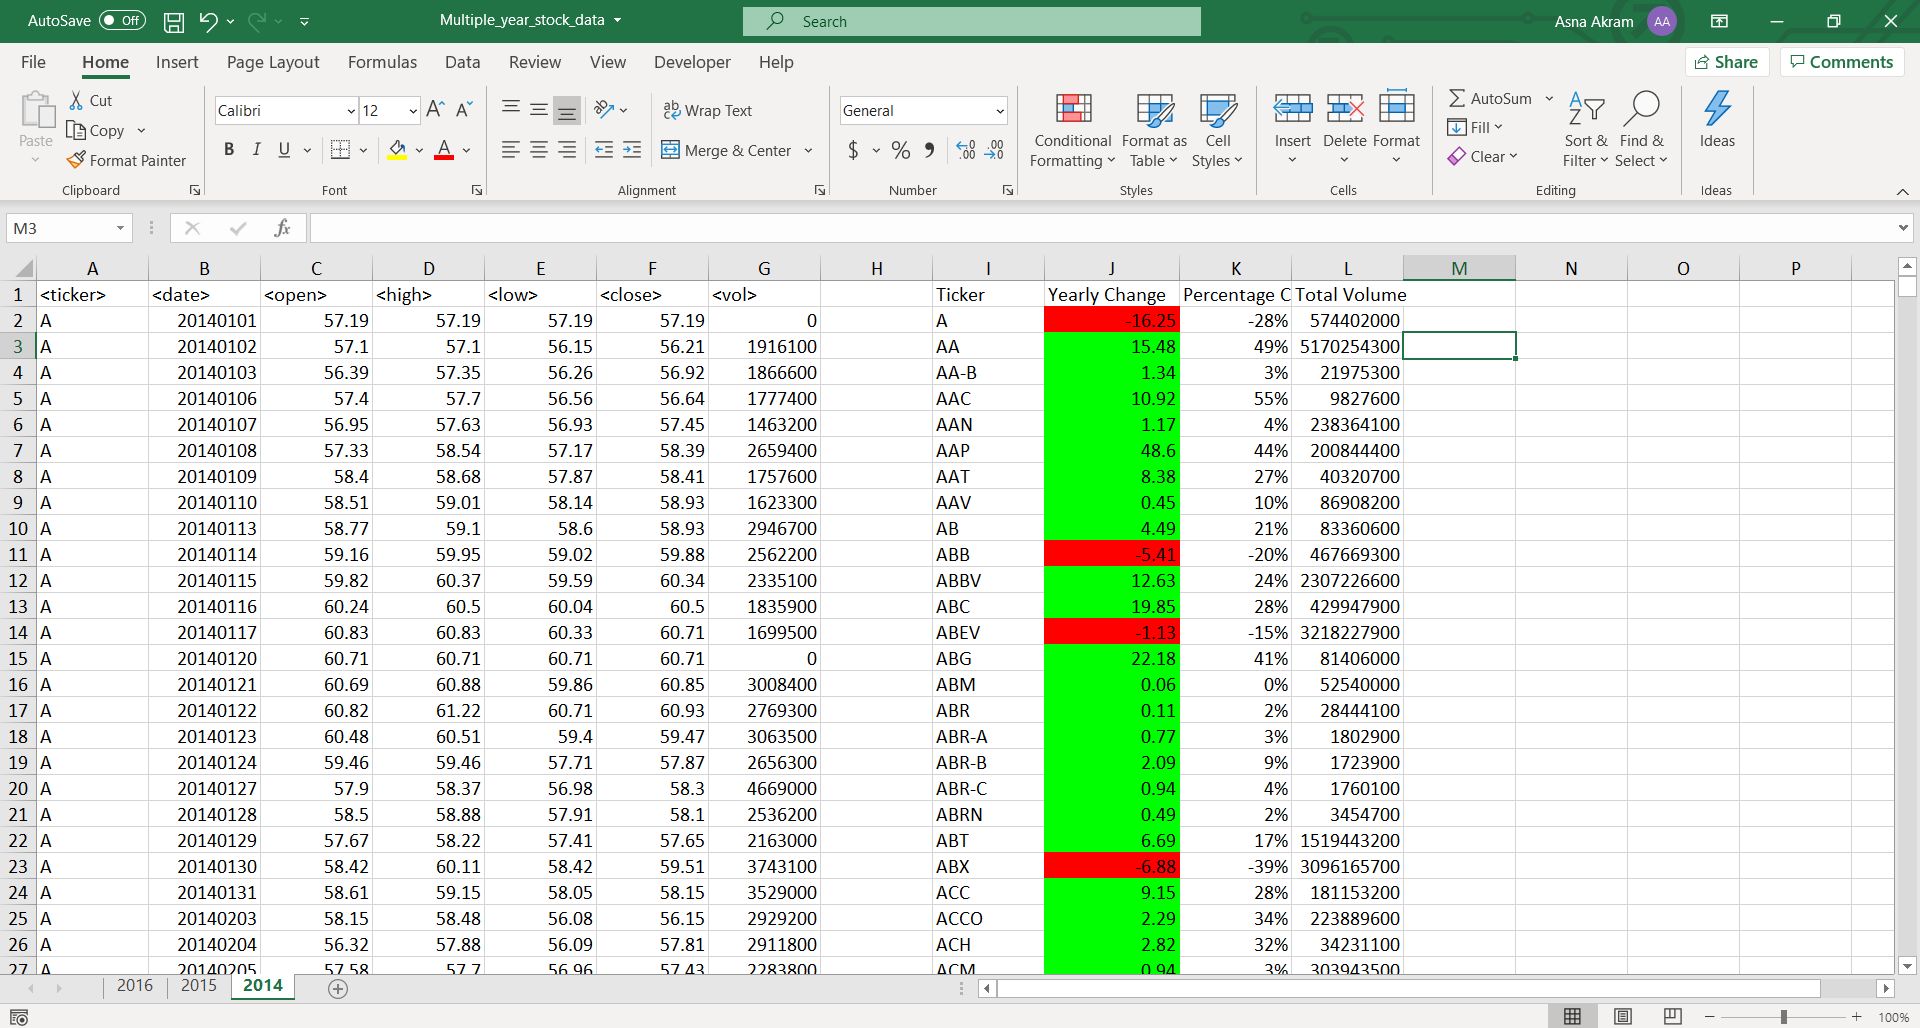 AutoSave Off Multiple_year_stock_data Search Asna Akram AA
File Home Insert Page Layout Formulas Data Review View Developer Help Share Comments
Paste Cut Copy Format Painter Clipboard
Calibri 12 A A B I U A Font
ab Wrap Text Merge & Center Alignment
General $ % Number
Conditional Formatting Format as Table Cell Styles Styles
Insert Delete Format Cells
AutoSum Fill Clear Sort & Filter Find & Select Editing
Ideas Ideas
M3 fx
A B C D E F G H I J K L M N O P
1 <ticker> <date> <open> <high> <low> <close> <vol> Ticker Yearly Change Percentage C Total Volume
2 A 20140101 57.19 57.19 57.19 57.19 0 A -16.25 -28% 574402000
3 A 20140102 57.1 57.1 56.15 56.21 1916100 AA 15.48 49% 5170254300
4 A 20140103 56.39 57.35 56.26 56.92 1866600 AA-B 1.34 3% 21975300
5 A 20140106 57.4 57.7 56.56 56.64 1777400 AAC 10.92 55% 9827600
6 A 20140107 56.95 57.63 56.93 57.45 1463200 AAN 1.17 4% 238364100
7 A 20140108 57.33 58.54 57.17 58.39 2659400 AAP 48.6 44% 200844400
8 A 20140109 58.4 58.68 57.87 58.41 1757600 AAT 8.38 27% 40320700
9 A 20140110 58.51 59.01 58.14 58.93 1623300 AAV 0.45 10% 86908200
10 A 20140113 58.77 59.1 58.6 58.93 2946700 AB 4.49 21% 83360600
11 A 20140114 59.16 59.95 59.02 59.88 2562200 ABB -5.41 -20% 467669300
12 A 20140115 59.82 60.37 59.59 60.34 2335100 ABBV 12.63 24% 2307226600
13 A 20140116 60.24 60.5 60.04 60.5 1835900 ABC 19.85 28% 429947900
14 A 20140117 60.83 60.83 60.33 60.71 1699500 ABEV -1.13 -15% 3218227900
15 A 20140120 60.71 60.71 60.71 60.71 0 ABG 22.18 41% 81406000
16 A 20140121 60.69 60.88 59.86 60.85 3008400 ABM 0.06 0% 52540000
17 A 20140122 60.82 61.22 60.71 60.93 2769300 ABR 0.11 2% 28444100
18 A 20140123 60.48 60.51 59.4 59.47 3063500 ABR-A 0.77 3% 1802900
19 A 20140124 59.46 59.46 57.71 57.87 2656300 ABR-B 2.09 9% 1723900
20 A 20140127 57.9 58.37 56.98 58.3 4669000 ABR-C 0.94 4% 1760100
21 A 20140128 58.5 58.88 57.91 58.1 2536200 ABRN 0.49 2% 3454700
22 A 20140129 57.67 58.22 57.41 57.65 2163000 ABT 6.69 17% 1519443200
23 A 20140130 58.42 60.11 58.42 59.51 3743100 ABX -6.88 -39% 3096165700
24 A 20140131 58.61 59.15 58.05 58.15 3529000 ACC 9.15 28% 181153200
25 A 20140203 58.15 58.48 56.08 56.15 2929200 ACCO 2.29 34% 223889600
26 A 20140204 56.32 57.88 56.09 57.81 2911800 ACH 2.82 32% 34231100
27 A 20140205 57.58 57.7 56.96 57.43 2283800 ACM 0.94 3% 303943500
2016 2015 2014
100%